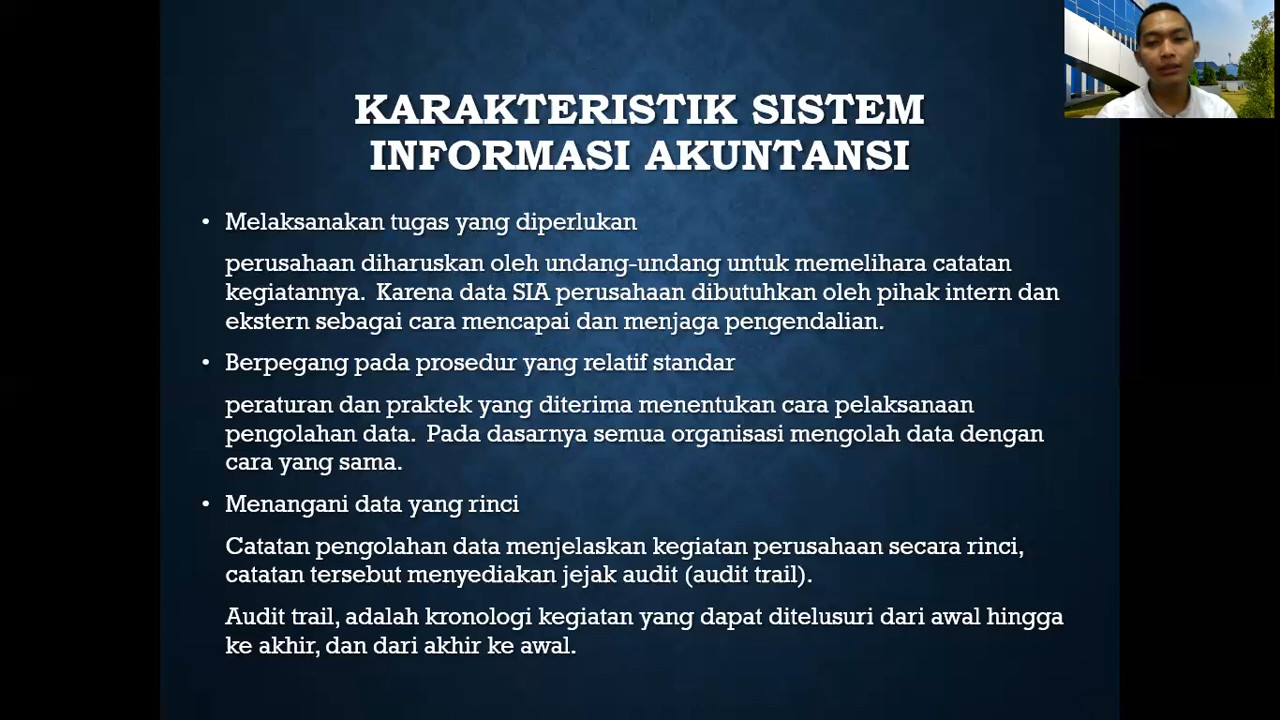 KARAKTERISTIK SISTEM
INFORMASI AKUNTANSI
• Melaksanakan tugas yang diperlukan
perusahaan diharuskan oleh undang-undang untuk memelihara catatan
kegiatannya. Karena data SIA perusahaan dibutuhkan oleh pihak intern dan
ekstern sebagai cara mencapai dan menjaga pengendalian.
• Berpegang pada prosedur yang relatif standar
peraturan dan praktek yang diterima menentukan cara pelaksanaan
pengolahan data. Pada dasarnya semua organisasi mengolah data dengan
cara yang sama.
• Menangani data yang rinci
Catatan pengolahan data menjelaskan kegiatan perusahaan secara rinci,
catatan tersebut menyediakan jejak audit (audit trail).
Audit trail, adalah kronologi kegiatan yang dapat ditelusuri dari awal hingga
ke akhir, dan dari akhir ke awal.